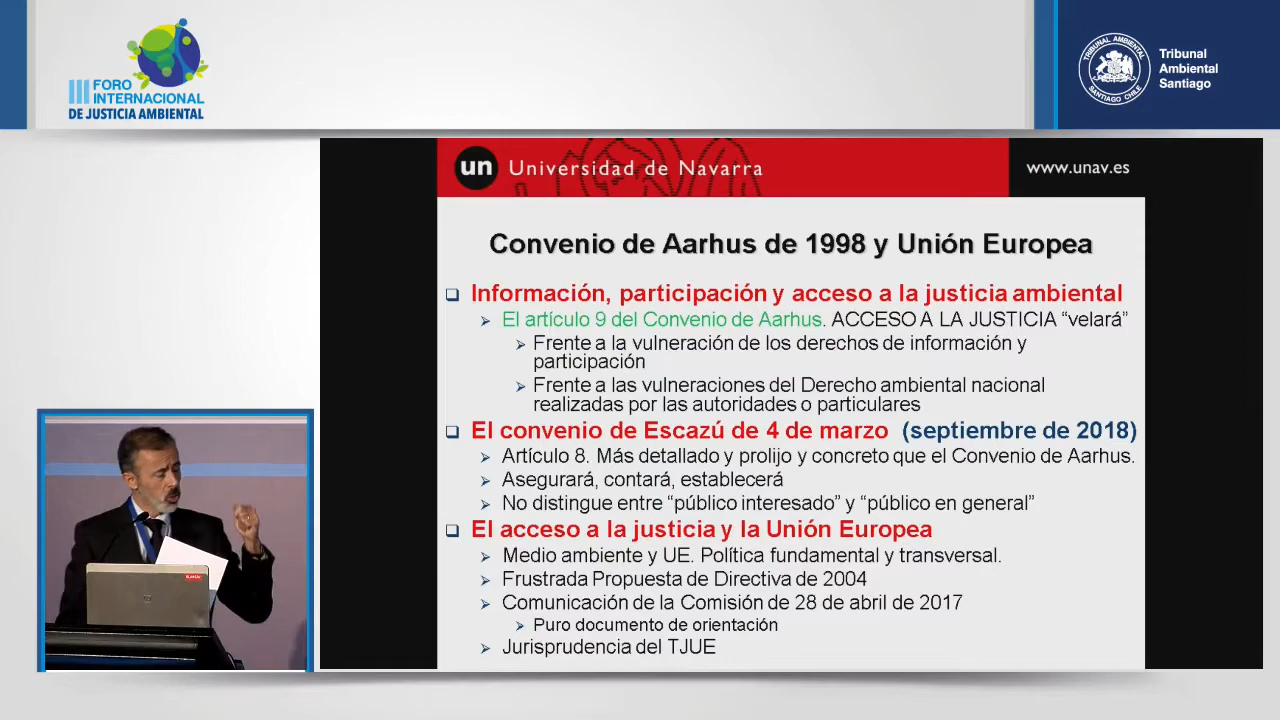 III FORO
INTERNACIONAL
DE JUSTICIA AMBIENTAL
TRIBUNAL AMBIENTAL
SANTIAGO CHILE
Tribunal
Ambiental
Santiago
un Universidad de Navarra
www.unav.es
Convenio de Aarhus de 1998 y Unión Europea
Información, participación y acceso a la justicia ambiental
El artículo 9 del Convenio de Aarhus. ACCESO A LA JUSTICIA “velará”
Frente a la vulneración de los derechos de información y
participación
Frente a las vulneraciones del Derecho ambiental nacional
realizadas por las autoridades o particulares
El convenio de Escazú de 4 de marzo (septiembre de 2018)
Artículo 8. Más detallado y prolijo y concreto que el Convenio de Aarhus.
Asegurará, contará, establecerá
No distingue entre “público interesado” y “público en general”
El acceso a la justicia y la Unión Europea
Medio ambiente y UE. Política fundamental y transversal.
Frustrada Propuesta de Directiva de 2004
Comunicación de la Comisión de 28 de abril de 2017
Puro documento de orientación
Jurisprudencia del TJUE